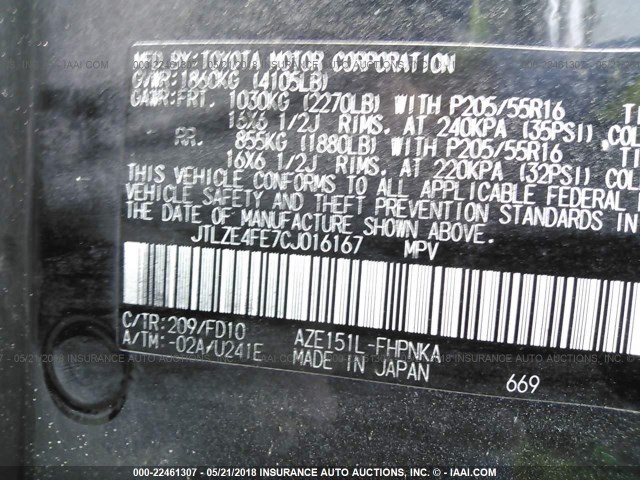 MFD BY: TOYOTA MOTOR CORPORATION
GVWR: 1860KG (4105LB)
GAWR: FRT. 1030KG (2270LB) WITH P205/55R16
16X6 1/2J RIMS, AT 240KPA (35PSI) COL
RR. 855KG (1880LB) WITH P205/55R16
16X6 1/2J RIMS, AT 220KPA (32PSI) COL
THIS VEHICLE CONFORMS TO ALL APPLICABLE FEDERAL
VEHICLE SAFETY AND THEFT PREVENTION STANDARDS
THE DATE OF MANUFACTURE SHOWN ABOVE.
JTLZE4FE7CJ016167 MPV
C/TR: 209/FD10 AZE151L-FHPNKA
A/TM: -02A/U241E MADE IN JAPAN 669
000-22461307 - 05/21/2018 INSURANCE AUTO AUCTIONS, INC. © - IAAI.COM